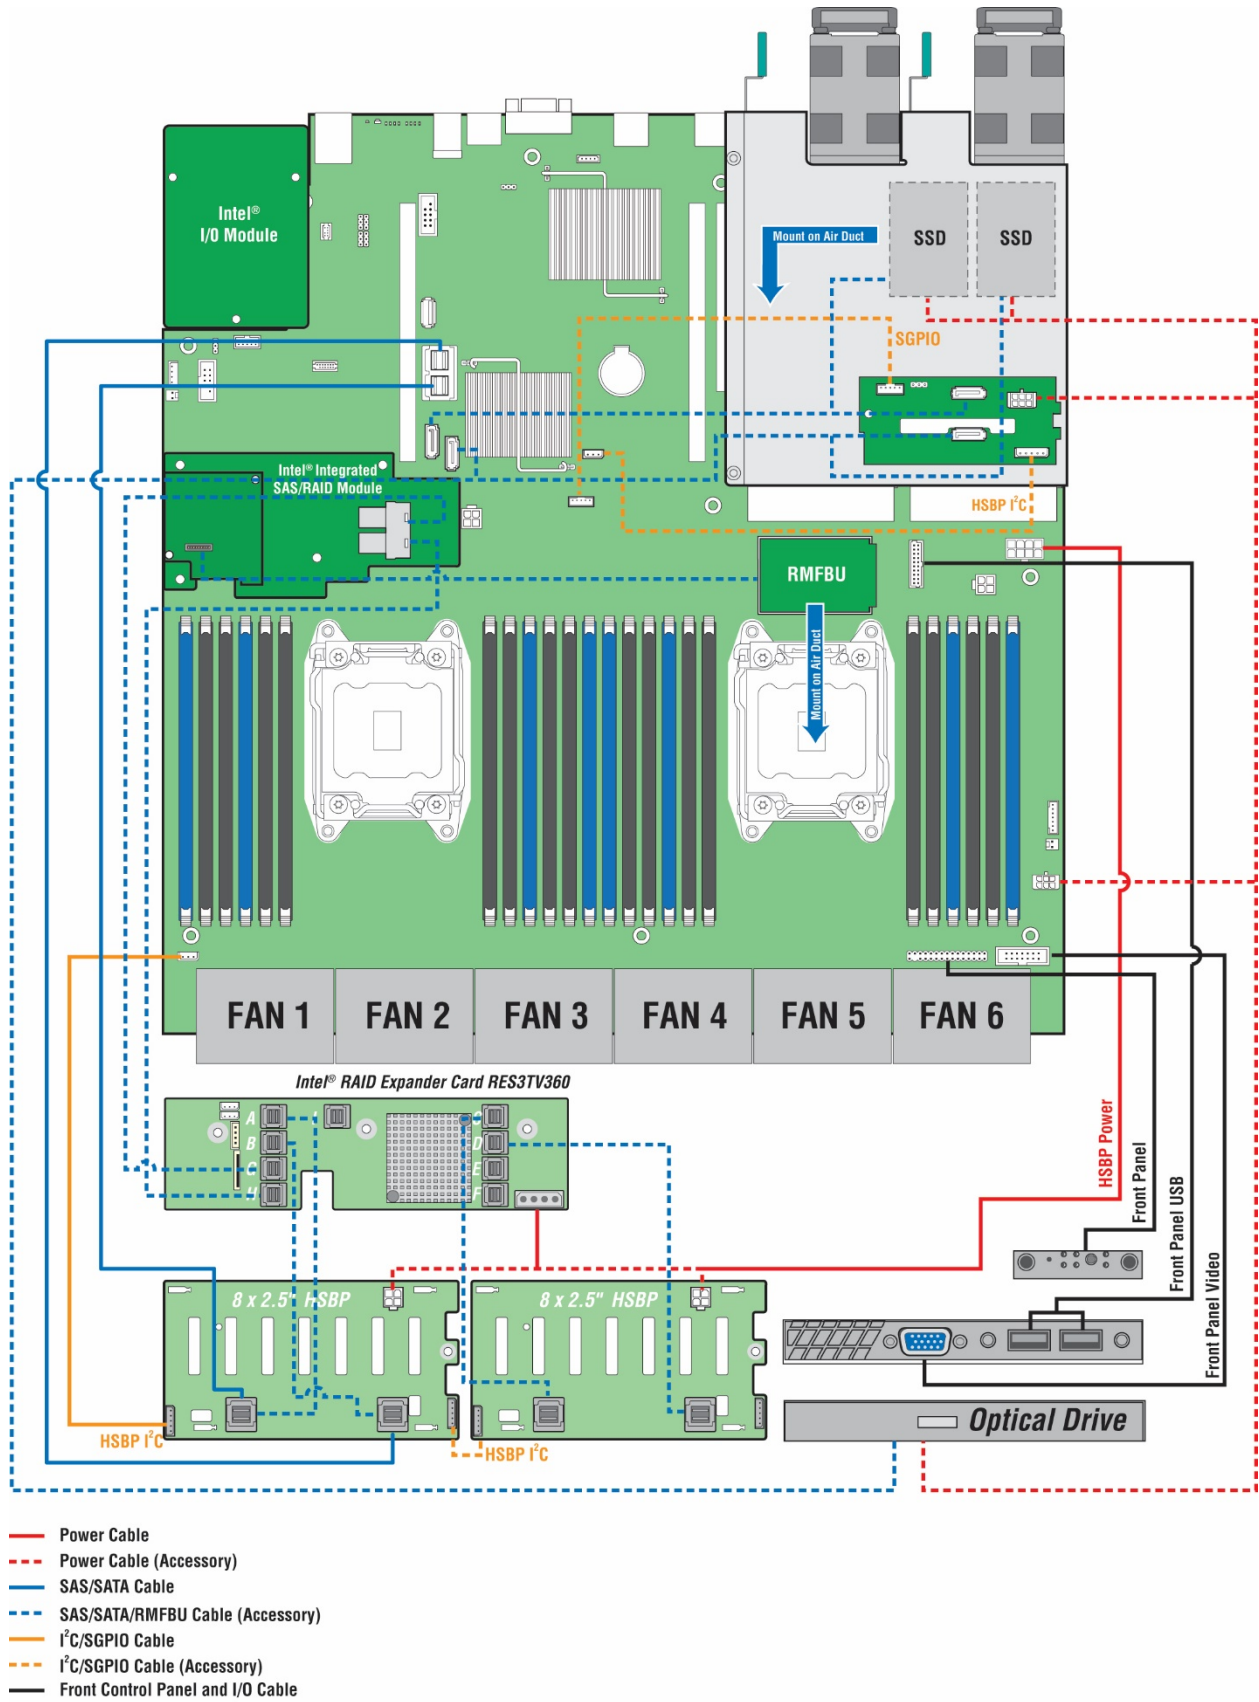 Intel®
I/O Module
Mount on Air Duct
SSD
SSD
SGPIO
Intel® Integrated
SAS/RAID Module
HSBP I²C
RMFBU
Mount on Air Duct
FAN 1
FAN 2
FAN 3
FAN 4
FAN 5
FAN 6
Intel® RAID Expander Card RES3TV360
A
B
G
H
I
C
D
E
F
HSBP Power
Front Panel
Front Panel USB
Front Panel Video
8 x 2.5" HSBP
8 x 2.5" HSBP
HSBP I²C
HSBP I²C
Optical Drive
Power Cable
Power Cable (Accessory)
SAS/SATA Cable
SAS/SATA/RMFBU Cable (Accessory)
I²C/SGPIO Cable
I²C/SGPIO Cable (Accessory)
Front Control Panel and I/O Cable